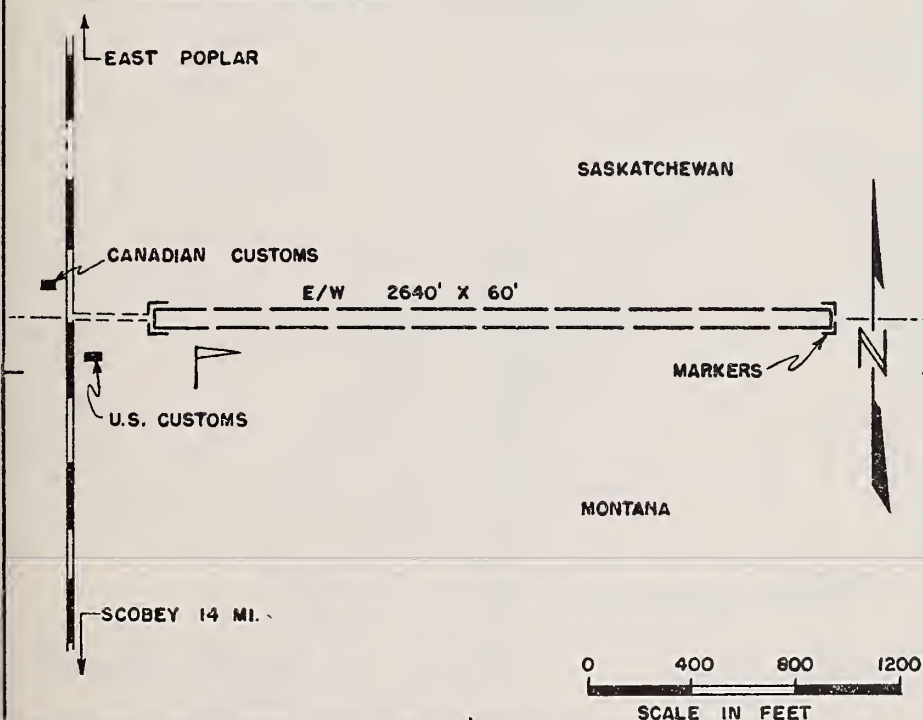 EAST POPLAR
SASKATCHEWAN
CANADIAN CUSTOMS
E/W 2640' X 60'
N
MARKERS
U.S. CUSTOMS
MONTANA
SCOBEY 14 MI.
0 400 800 1200
SCALE IN FEET